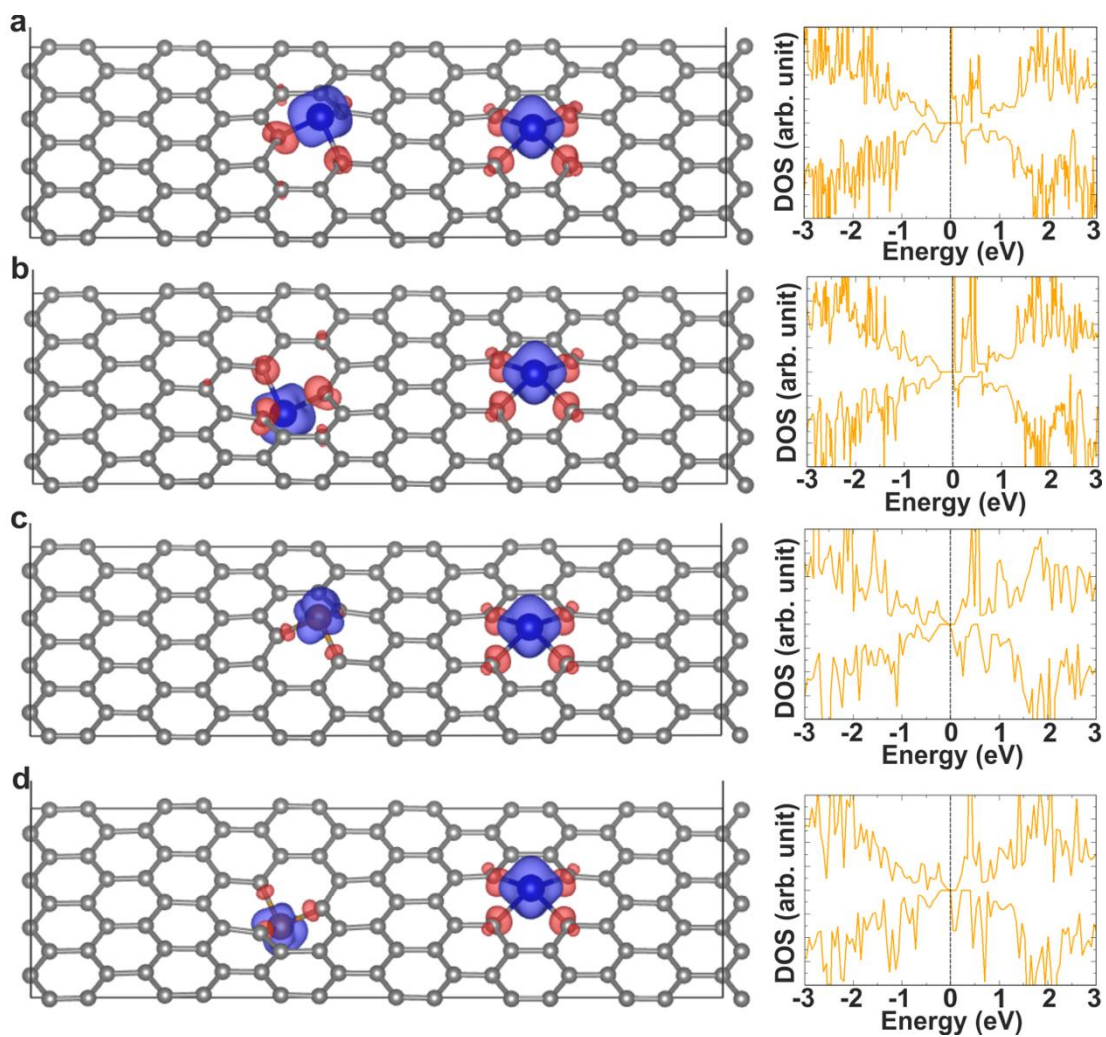 a
DOS (arb. unit)
-3 -2 -1 0 1 2 3
Energy (eV)
b
DOS (arb. unit)
-3 -2 -1 0 1 2 3
Energy (eV)
c
DOS (arb. unit)
-3 -2 -1 0 1 2 3
Energy (eV)
d
DOS (arb. unit)
-3 -2 -1 0 1 2 3
Energy (eV)